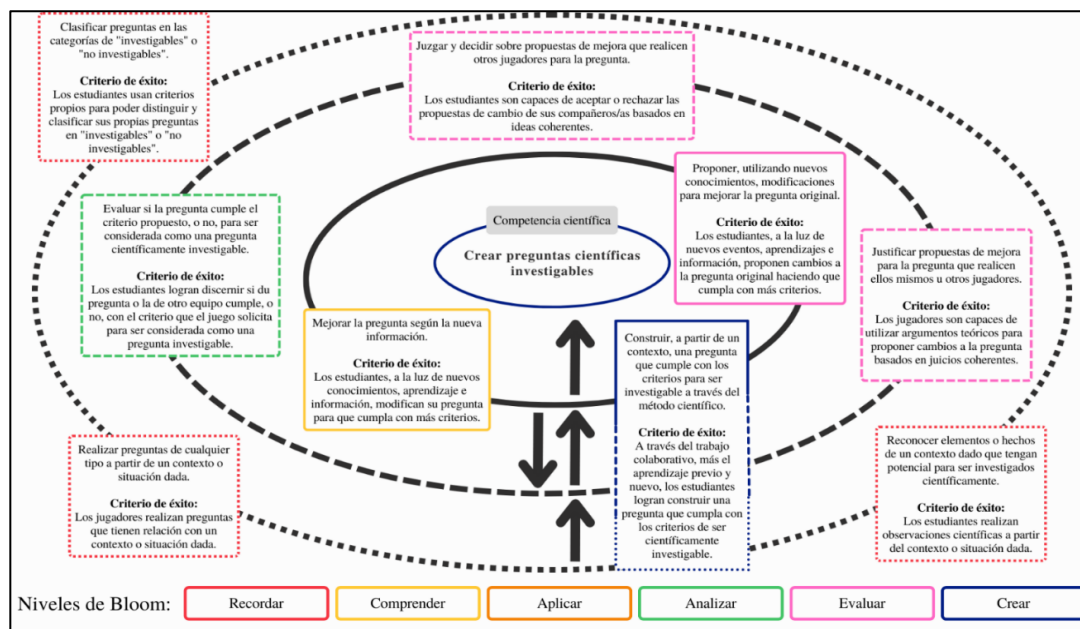 Clasificar preguntas en las
categorías de "investigables" o
"no investigables".
Criterio de éxito:
Los estudiantes usan criterios
propios para poder distinguir y
clasificar sus propias preguntas
en "investigables" o "no
investigables".
Juzgar y decidir sobre propuestas de mejora que realicen
otros jugadores para la pregunta.
Criterio de éxito:
Los estudiantes son capaces de aceptar o rechazar las
propuestas de cambio de sus compañeros/as basados en
ideas coherentes.
Evaluar si la pregunta cumple el
criterio propuesto, o no, para ser
considerada como una pregunta
científicamente investigable.
Criterio de éxito:
Los estudiantes logran discernir si du
pregunta o la de otro equipo cumple, o
no, con el criterio que el juego solicita
para ser considerada como una
pregunta investigable.
Competencia científica
Crear preguntas científicas
investigables
Proponer, utilizando nuevos
conocimientos, modificaciones
para mejorar la pregunta original.
Criterio de éxito:
Los estudiantes, a la luz de
nuevos eventos, aprendizajes e
información, proponen cambios a
la pregunta original haciendo que
cumpla con más criterios.
Justificar propuestas de mejora
para la pregunta que realicen
ellos mismos u otros jugadores.
Criterio de éxito:
Los jugadores son capaces de
utilizar argumentos teóricos para
proponer cambios a la pregunta
basados en juicios coherentes.
Mejorar la pregunta según la nueva
información.
Criterio de éxito:
Los estudiantes, a la luz de nuevos
conocimientos, aprendizaje e
información, modifican su pregunta
para que cumpla con más criterios.
Construir, a partir de un
contexto, una pregunta
que cumple con los
criterios para ser
investigable a través del
método científico.
Criterio de éxito:
A través del trabajo
colaborativo, más el
aprendizaje previo y
nuevo, los estudiantes
logran construir una
pregunta que cumpla con
los criterios de ser
científicamente
investigable.
Realizar preguntas de cualquier
tipo a partir de un contexto o
situación dada.
Criterio de éxito:
Los jugadores realizan preguntas
que tienen relación con un
contexto o situación dada.
Reconocer elementos o hechos
de un contexto dado que tengan
potencial para ser investigados
científicamente.
Criterio de éxito:
Los estudiantes realizan
observaciones científicas a partir
del contexto o situación dada.
Niveles de Bloom: Recordar Comprender Aplicar Analizar Evaluar Crear